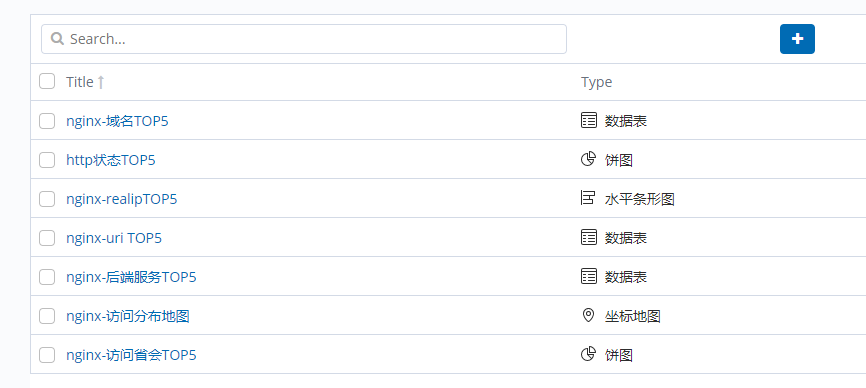 Search...
Title Type
nginx-域名TOP5 数据表
http状态TOP5 饼图
nginx-realipTOP5 水平条形图
nginx-uri TOP5 数据表
nginx-后端服务TOP5 数据表
nginx-访问分布地图 坐标地图
nginx-访问省会TOP5 饼图